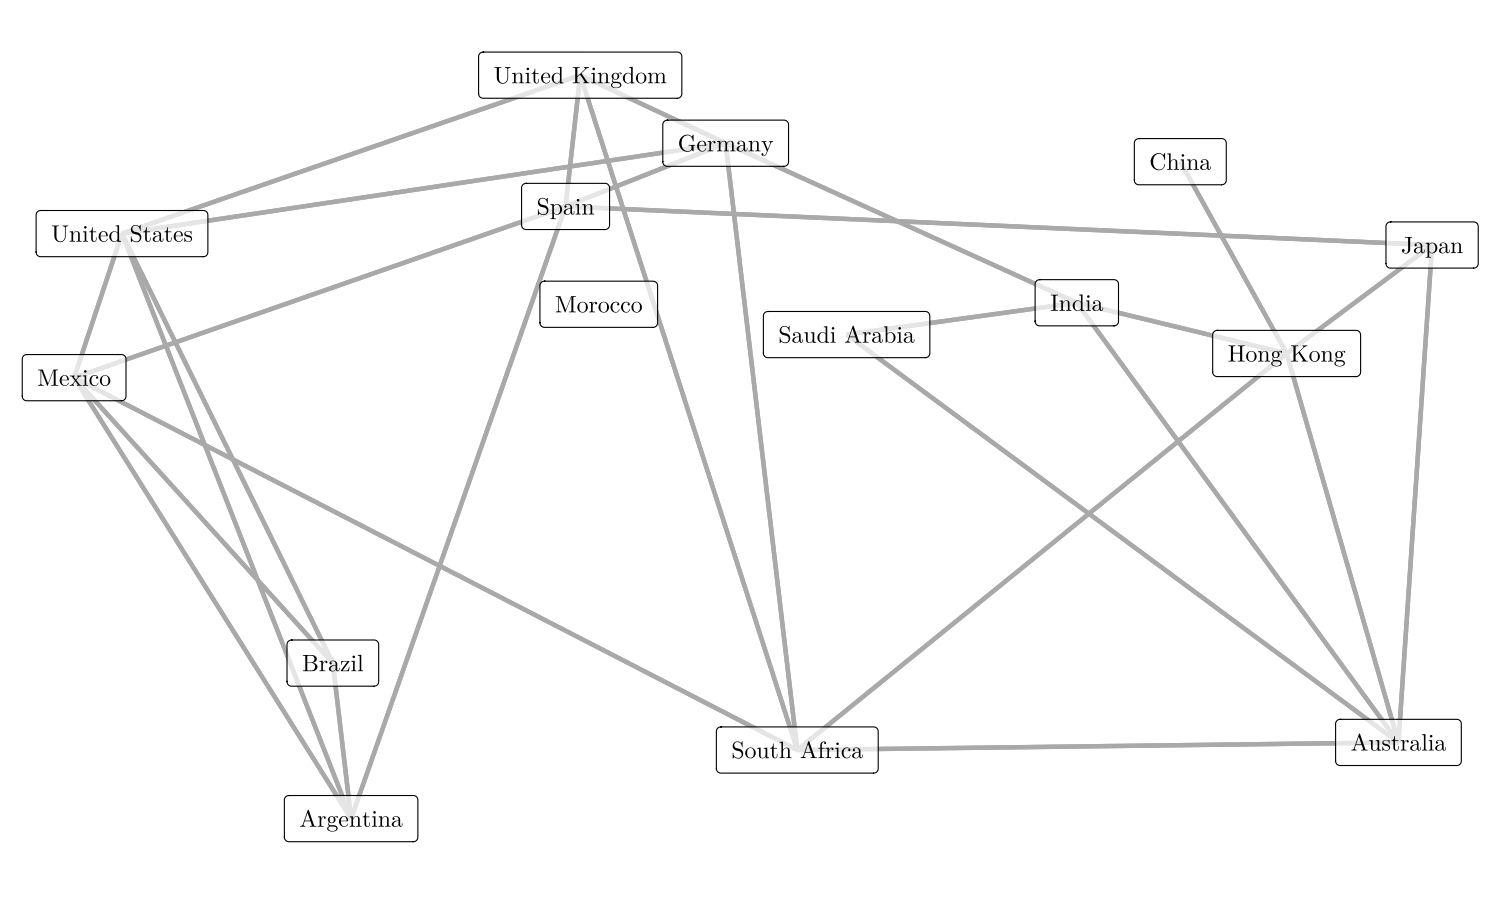 United Kingdom
Germany
China
Spain
United States
Japan
Morocco
India
Saudi Arabia
Hong Kong
Mexico
Brazil
South Africa
Australia
Argentina